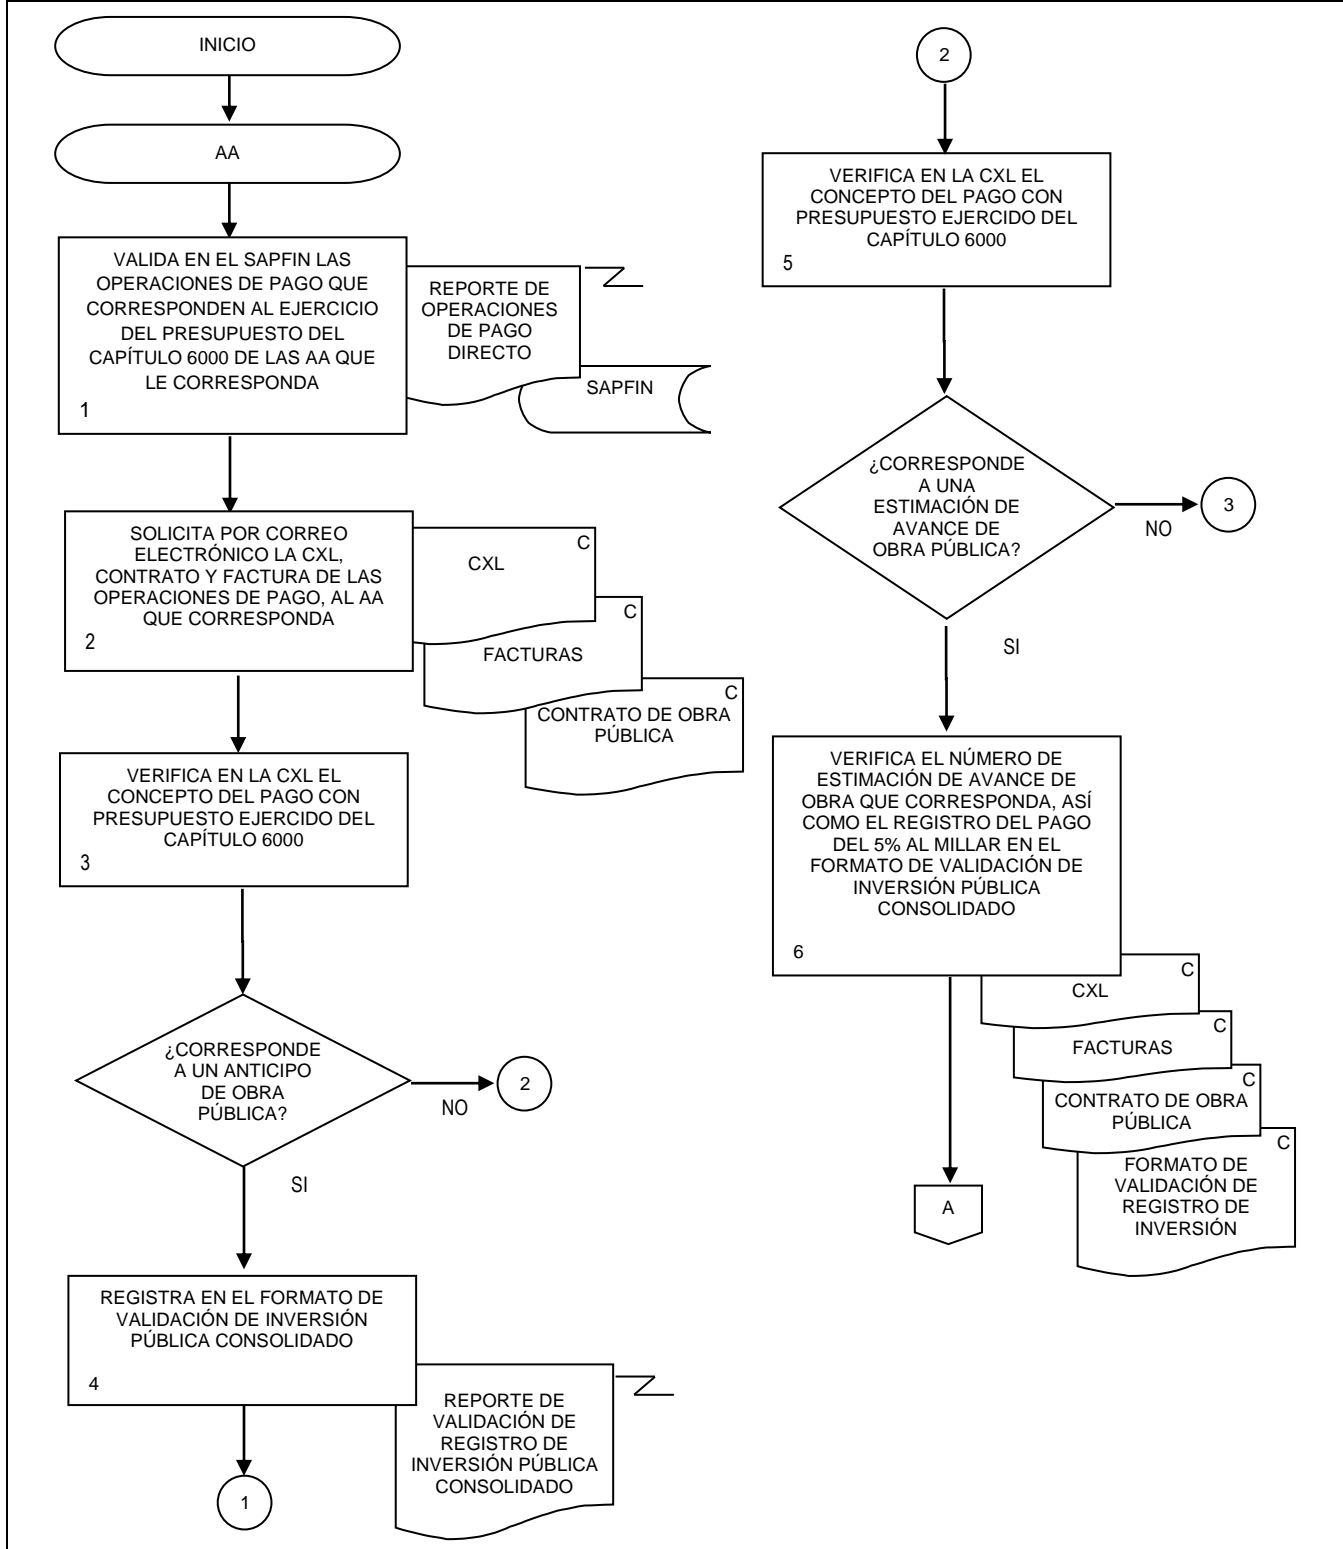 INICIO
AA
VALIDA EN EL SAPFIN LAS
OPERACIONES DE PAGO QUE
CORRESPONDEN AL EJERCICIO
DEL PRESUPUESTO DEL
CAPÍTULO 6000 DE LAS AA QUE
LE CORRESPONDA
1
REPORTE DE
OPERACIONES
DE PAGO
DIRECTO
SAPFIN
SOLICITA POR CORREO
ELECTRÓNICO LA CXL,
CONTRATO Y FACTURA DE LAS
OPERACIONES DE PAGO, AL AA
QUE CORRESPONDA
2
C
CXL
C
FACTURAS
C
CONTRATO DE OBRA
PÚBLICA
VERIFICA EN LA CXL EL
CONCEPTO DEL PAGO CON
PRESUPUESTO EJERCIDO DEL
CAPÍTULO 6000
3
¿CORRESPONDE
A UN ANTICIPO
DE OBRA
PÚBLICA?
NO
2
SI
REGISTRA EN EL FORMATO DE
VALIDACIÓN DE INVERSIÓN
PÚBLICA CONSOLIDADO
4
REPORTE DE
VALIDACIÓN DE
REGISTRO DE
INVERSIÓN PÚBLICA
CONSOLIDADO
1
2
VERIFICA EN LA CXL EL
CONCEPTO DEL PAGO CON
PRESUPUESTO EJERCIDO DEL
CAPÍTULO 6000
5
¿CORRESPONDE
A UNA
ESTIMACIÓN DE
AVANCE DE
OBRA PÚBLICA?
NO
3
SI
VERIFICA EL NÚMERO DE
ESTIMACIÓN DE AVANCE DE
OBRA QUE CORRESPONDA, ASÍ
COMO EL REGISTRO DEL PAGO
DEL 5% AL MILLAR EN EL
FORMATO DE VALIDACIÓN DE
INVERSIÓN PÚBLICA
CONSOLIDADO
6
C
CXL
C
FACTURAS
C
CONTRATO DE OBRA
PÚBLICA
C
FORMATO DE
VALIDACIÓN DE
REGISTRO DE
INVERSIÓN
A